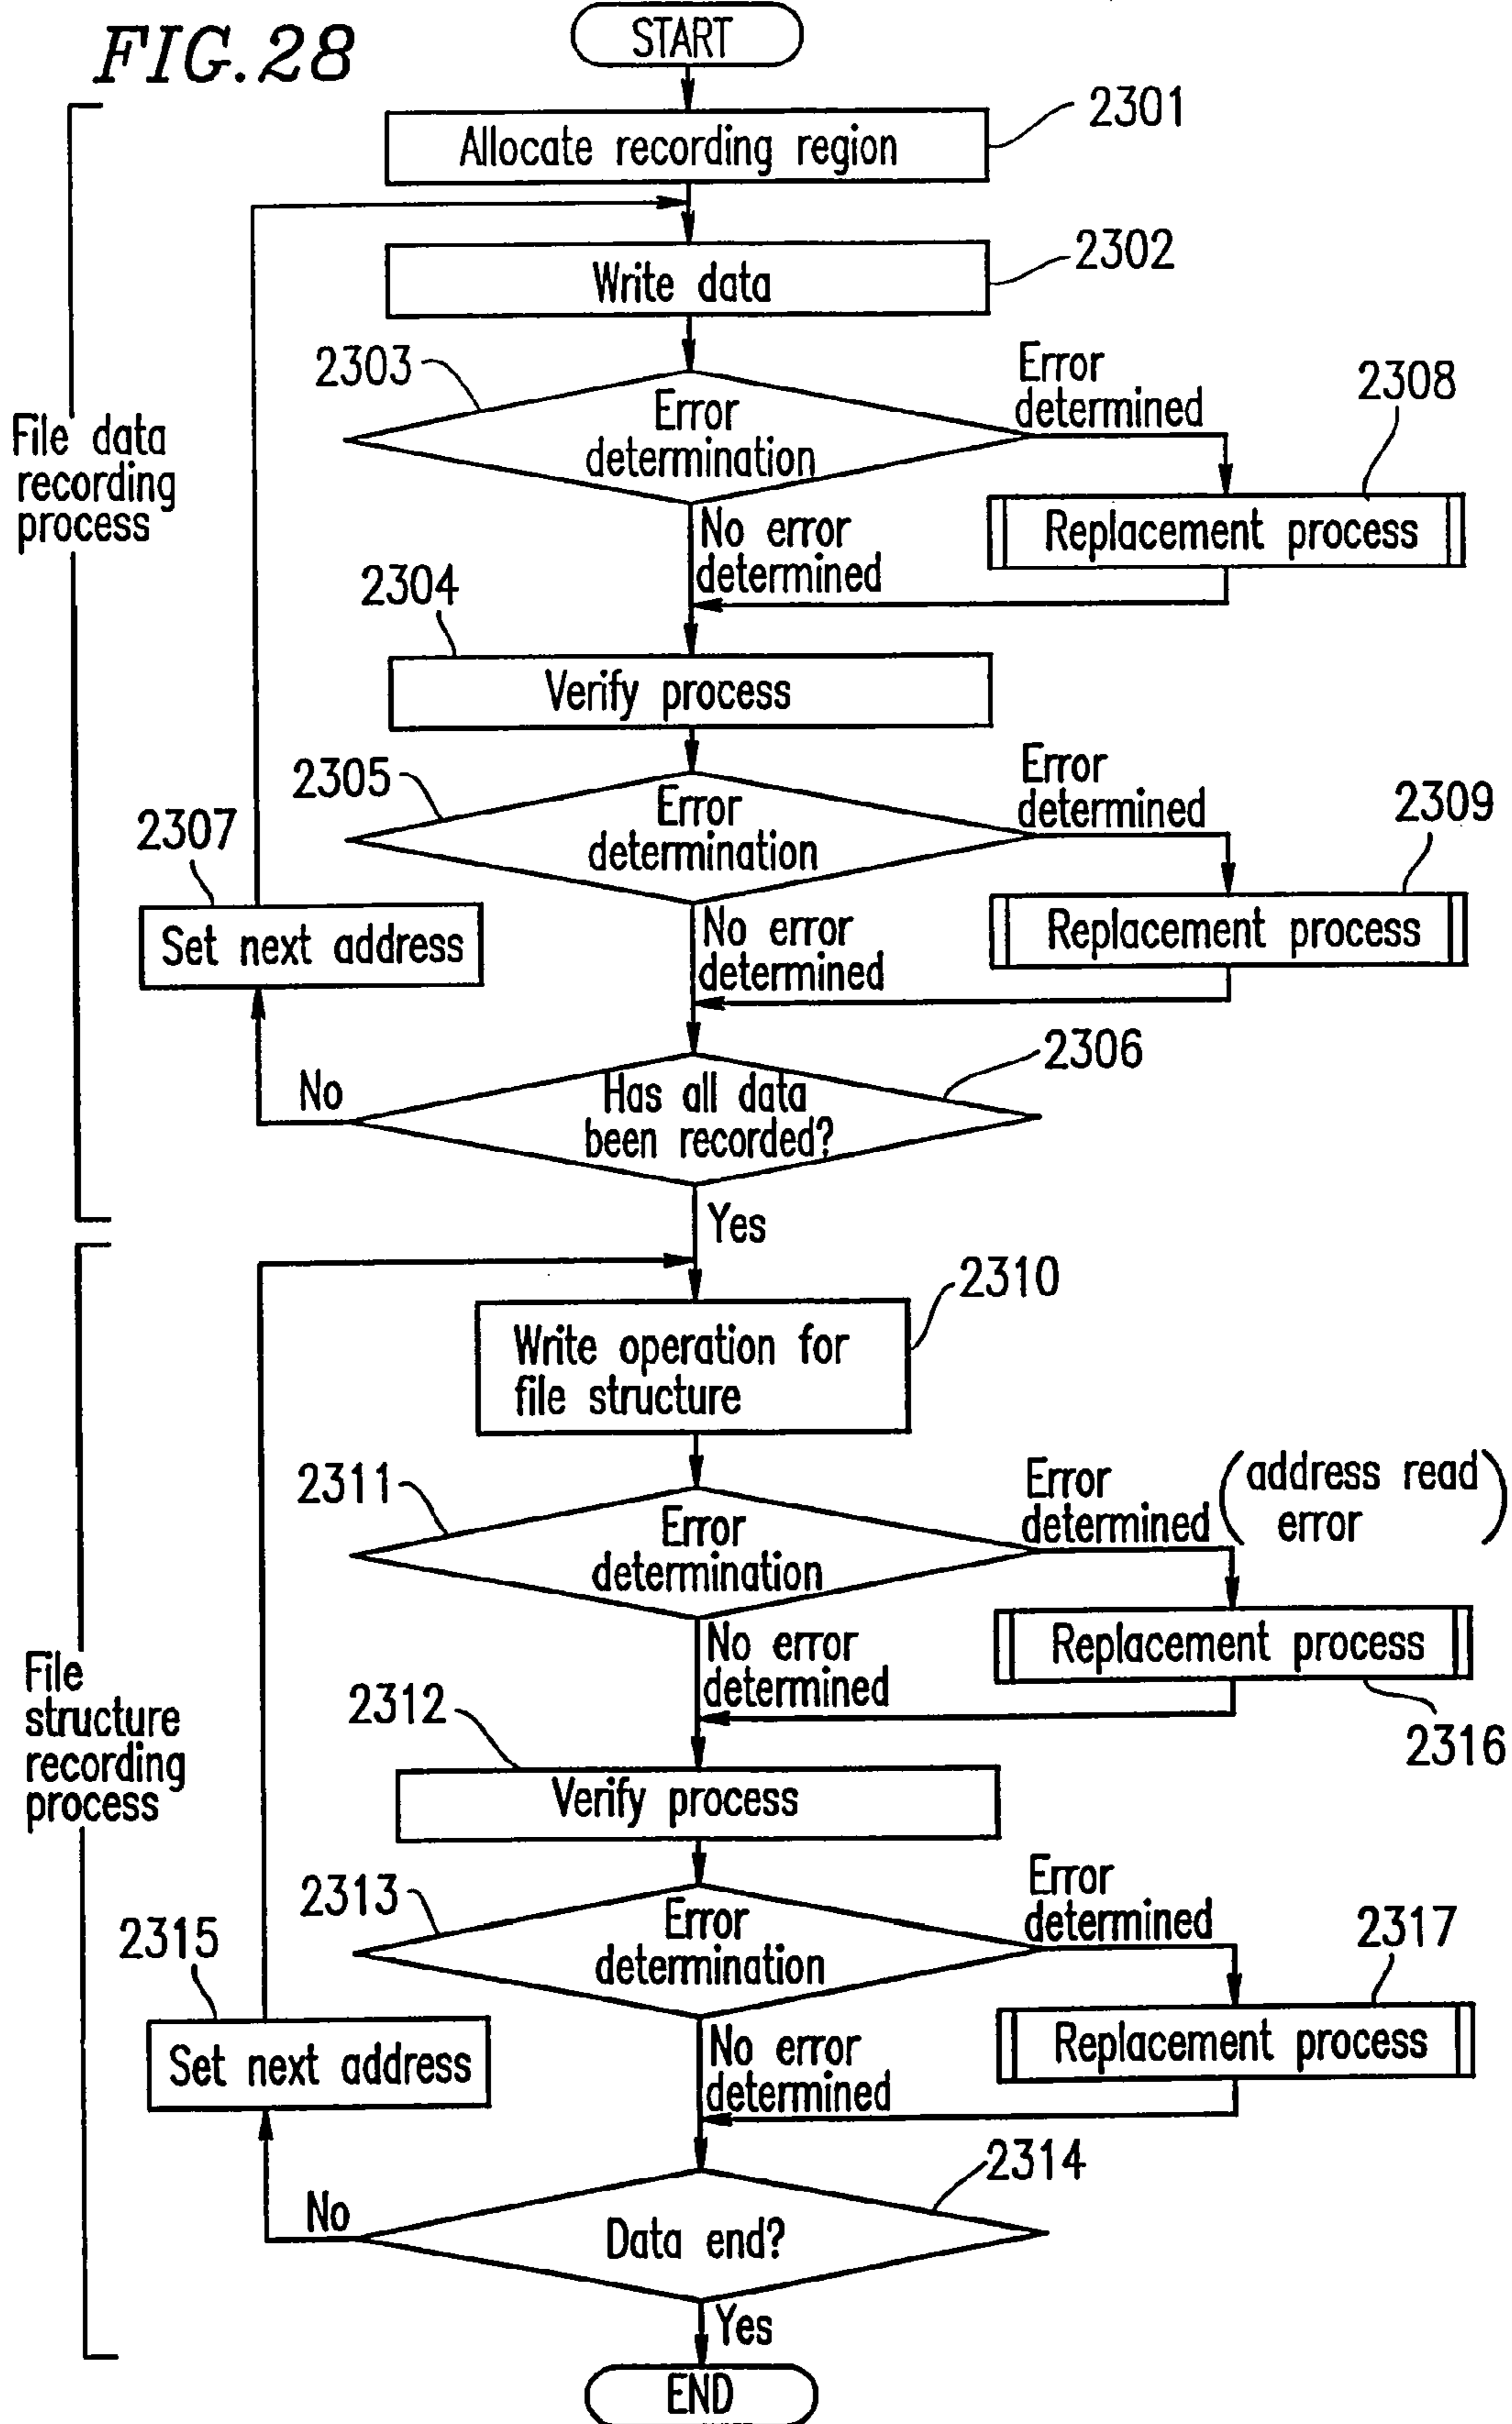 FIG.28
START
2301
Allocate recording region
2302
Write data
2303
Error
determination
Error
determined
2308
Replacement process
No error
determined
File data
recording
process
2304
Verify process
2305
Error
determination
Error
determined
2309
Replacement process
No error
determined
2307
Set next address
2306
Has all data
been recorded?
No
Yes
2310
Write operation for
file structure
2311
Error
determination
Error
determined
(address read
error)
Replacement process
2316
No error
determined
File
structure
recording
process
2312
Verify process
2313
Error
determination
Error
determined
2317
Replacement process
No error
determined
2315
Set next address
2314
Data end?
No
Yes
END